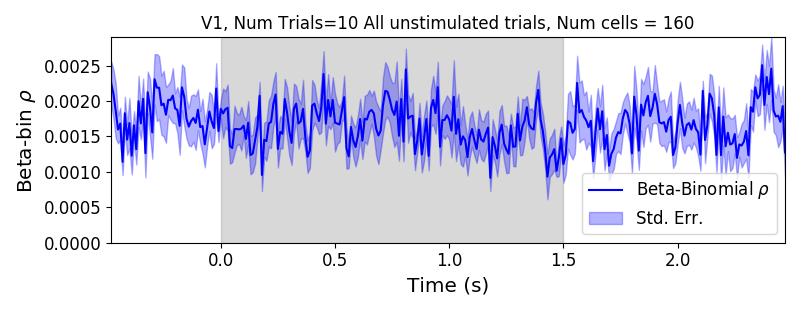 V1, Num Trials=10 All unstimulated trials, Num cells = 160
Beta-bin ρ
0.0025
0.0020
0.0015
0.0010
0.0005
0.0000
Beta-Binomial ρ
Std. Err.
0.0
0.5
1.0
1.5
2.0
Time (s)